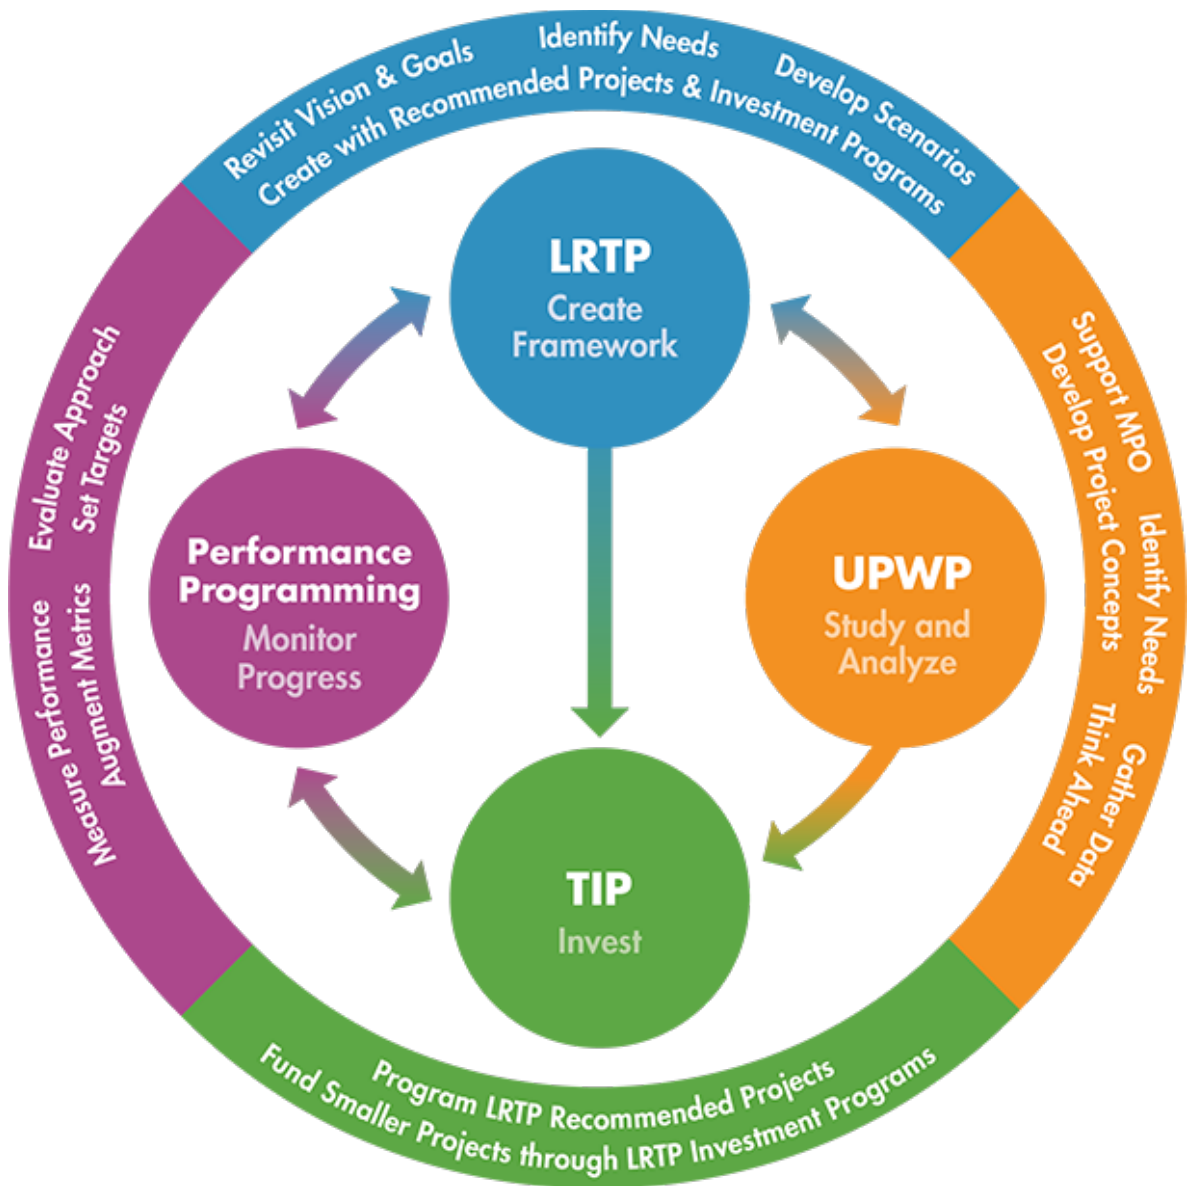 Revisit Vision & Goals
Identify Needs
Develop Scenarios
Create with Recommended Projects & Investment Programs
LRTP
Create
Framework
Evaluate Approach
Set Targets
Measure Performance
Augment Metrics
Performance
Programming
Monitor
Progress
UPWP
Study and
Analyze
Support MPO
Identify Needs
Gather Data
Develop Project Concepts
Think Ahead
TIP
Invest
Program LRTP Recommended Projects
Fund Smaller Projects through LRTP Investment Programs